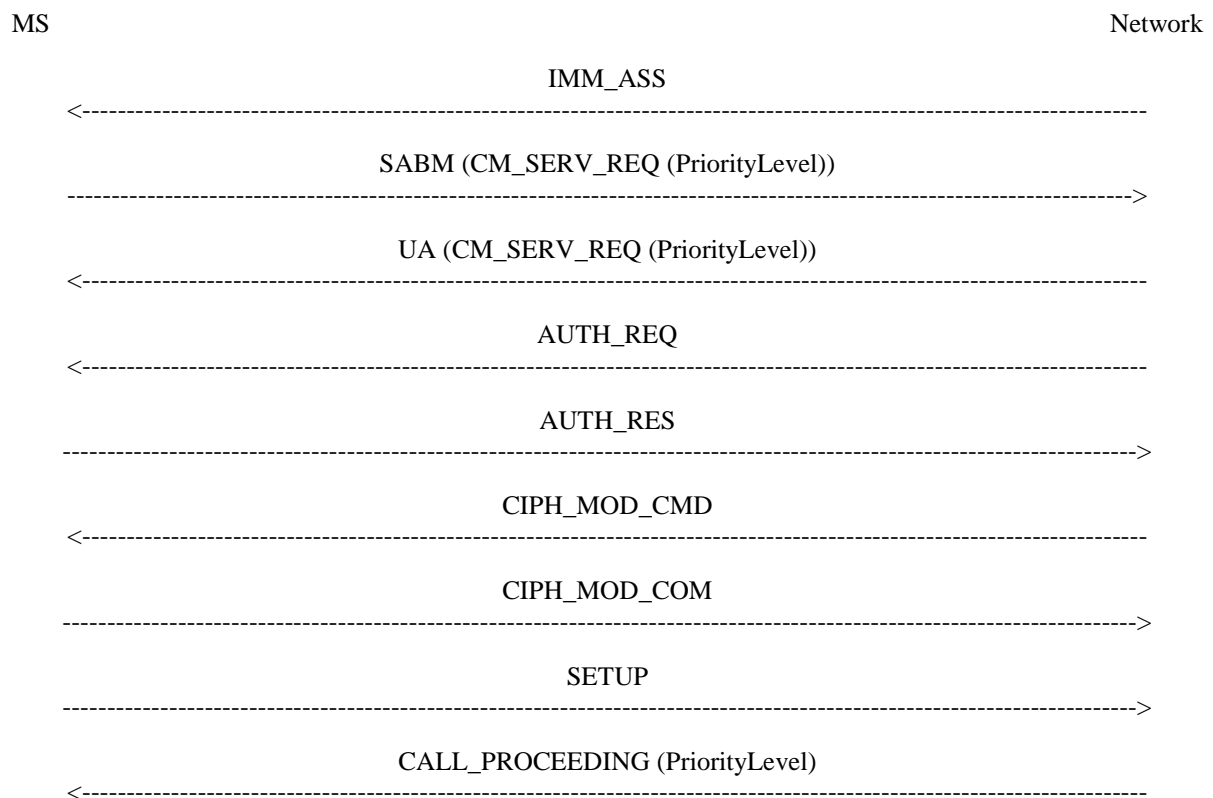 MS Network
IMM_ASS
<------------------------------------------------------------------------------------------------------------------------
SABM (CM_SERV_REQ (PriorityLevel))
------------------------------------------------------------------------------------------------------------------------>
UA (CM_SERV_REQ (PriorityLevel))
<------------------------------------------------------------------------------------------------------------------------
AUTH_REQ
<------------------------------------------------------------------------------------------------------------------------
AUTH_RES
------------------------------------------------------------------------------------------------------------------------>
CIPH_MOD_CMD
<------------------------------------------------------------------------------------------------------------------------
CIPH_MOD_COM
------------------------------------------------------------------------------------------------------------------------>
SETUP
------------------------------------------------------------------------------------------------------------------------>
CALL_PROCEEDING (PriorityLevel)
<------------------------------------------------------------------------------------------------------------------------